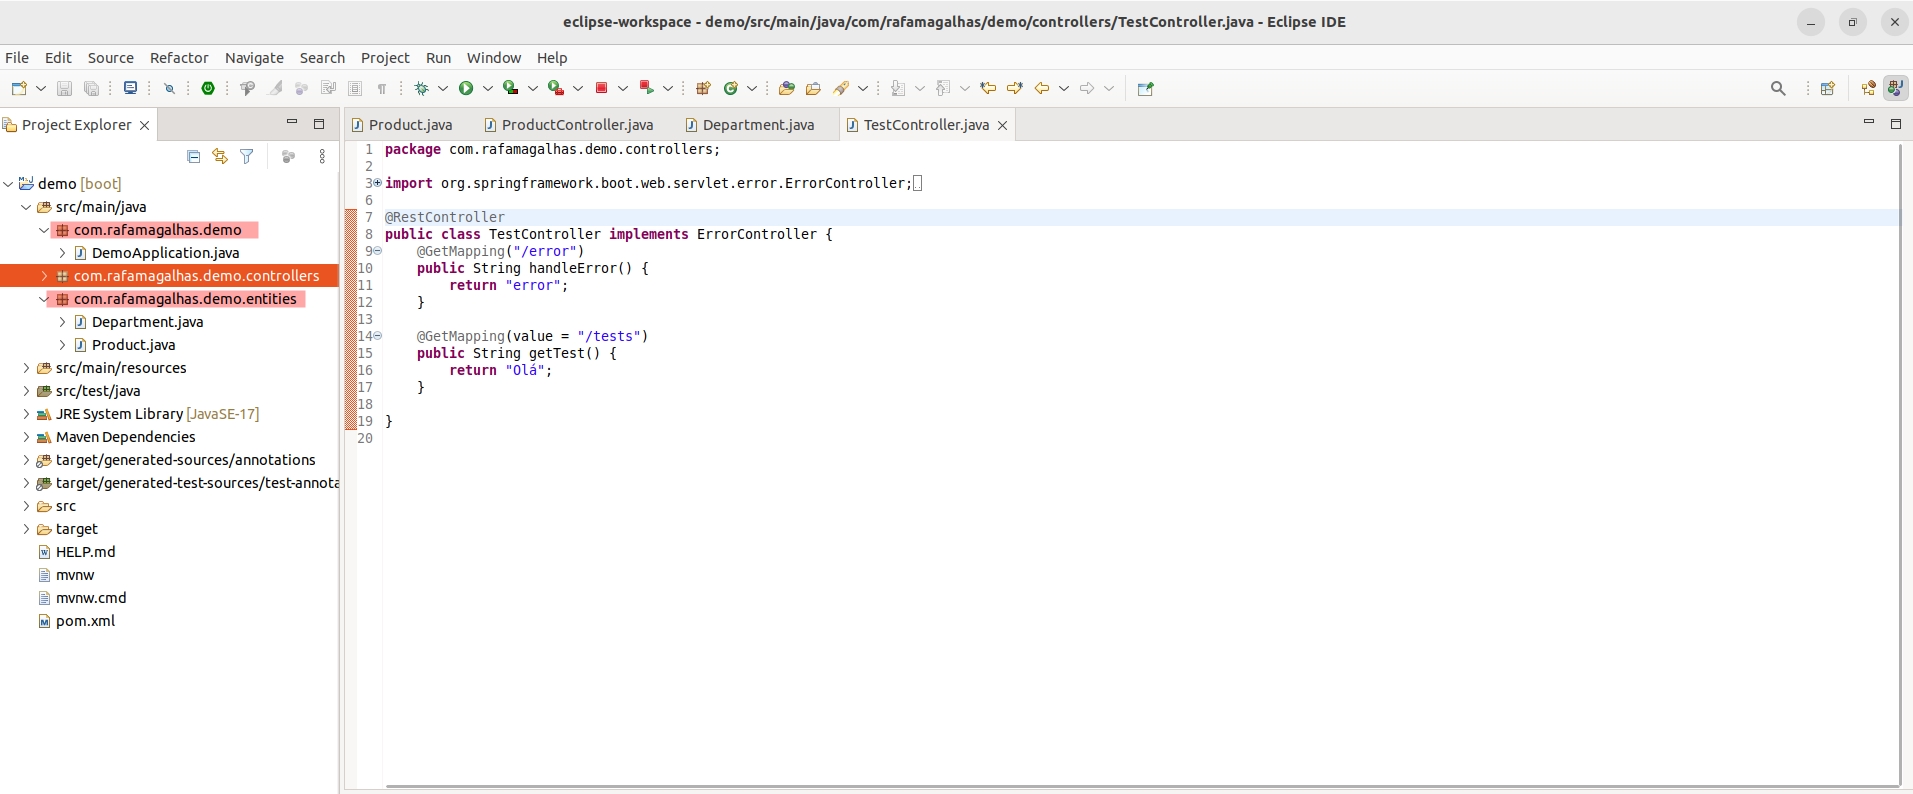 eclipse-workspace - demo/src/main/java/com/rafamagalhas/demo/controllers/TestController.java - Eclipse IDE
File Edit Source Refactor Navigate Search Project Run Window Help
Project Explorer
demo [boot]
src/main/java
com.rafamagalhas.demo
DemoApplication.java
com.rafamagalhas.demo.controllers
com.rafamagalhas.demo.entities
Department.java
Product.java
src/main/resources
src/test/java
JRE System Library [JavaSE-17]
Maven Dependencies
target/generated-sources/annotations
target/generated-test-sources/test-annota
src
target
HELP.md
mvnw
mvnw.cmd
pom.xml
Product.java ProductController.java Department.java TestController.java
1 package com.rafamagalhas.demo.controllers;
2
3 import org.springframework.boot.web.servlet.error.ErrorController;
6
7 @RestController
8 public class TestController implements ErrorController {
9 @GetMapping("/error")
10 public String handleError() {
11 return "error";
12 }
13
14 @GetMapping(value = "/tests")
15 public String getTest() {
16 return "Olá";
17 }
18
19 }
20